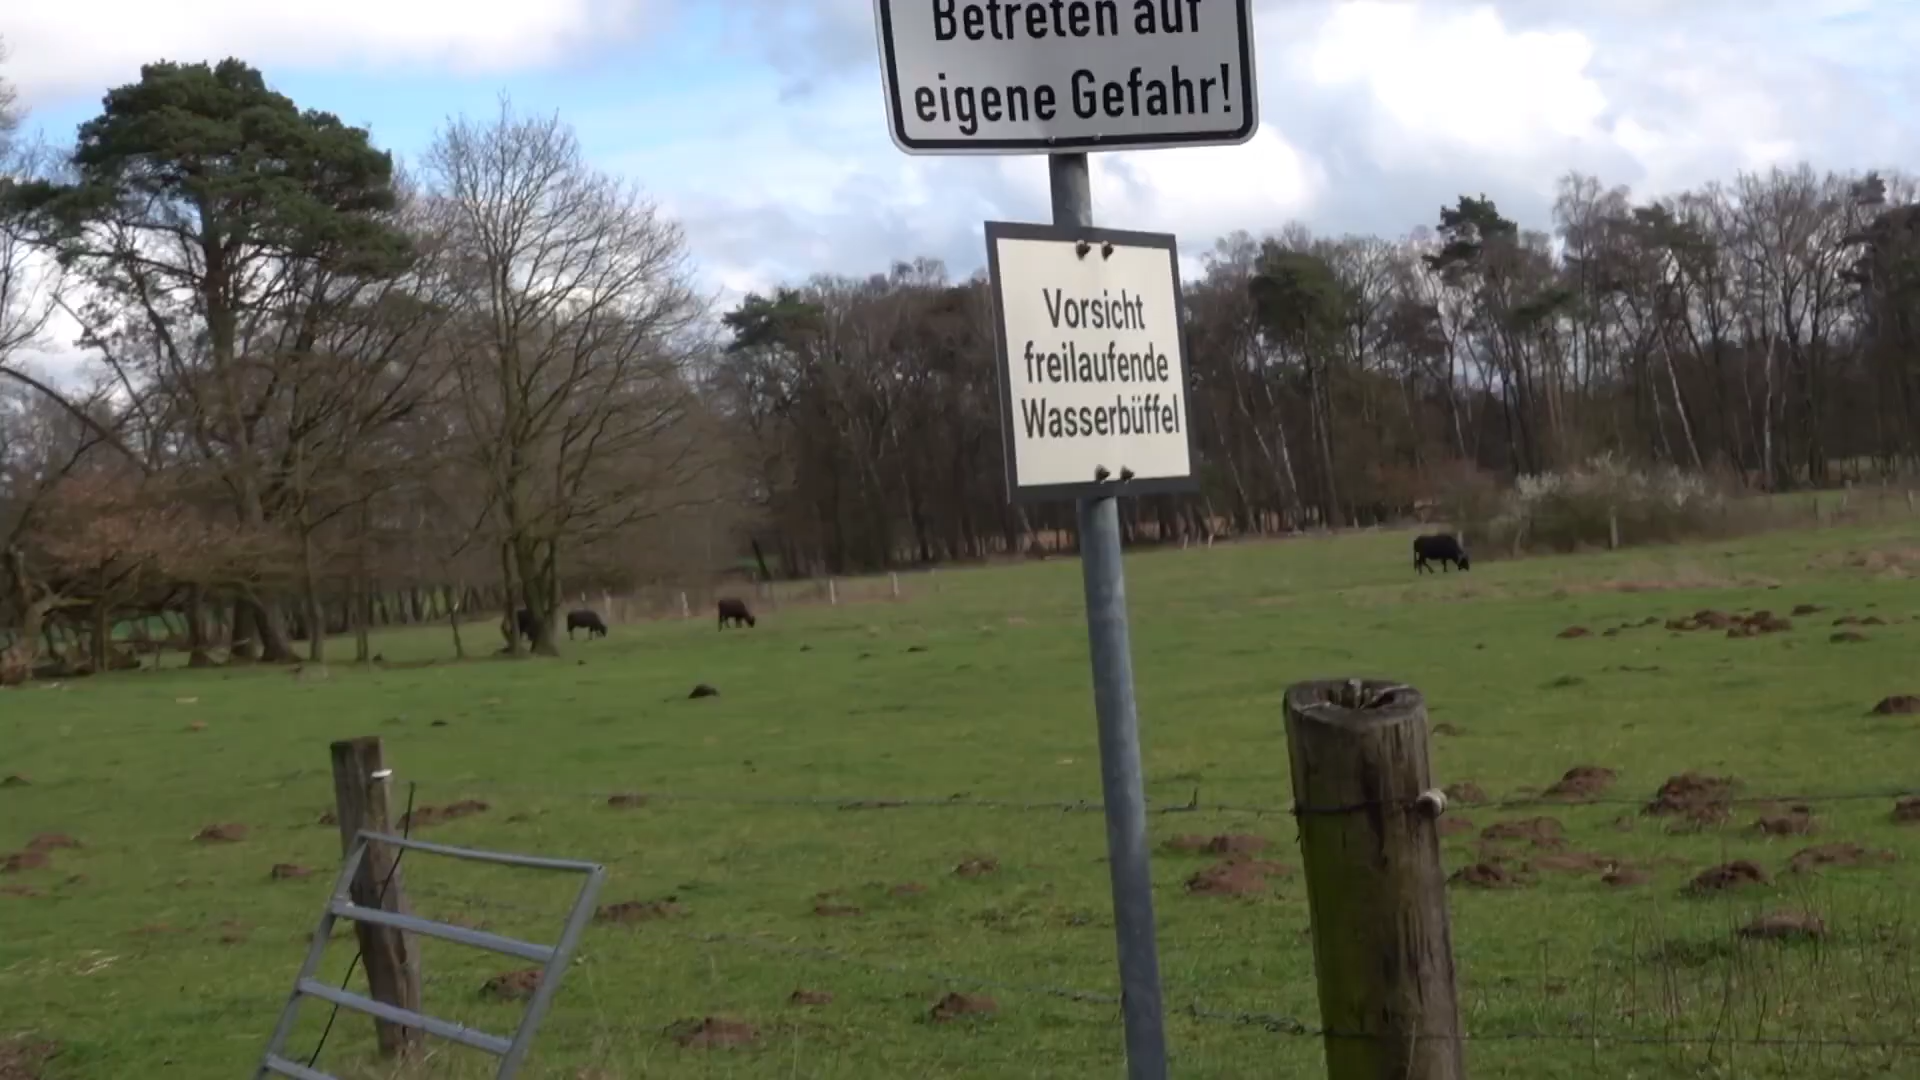 Betreten auf
eigene Gefahr!
Vorsicht
freilaufende
Wasserbüffel